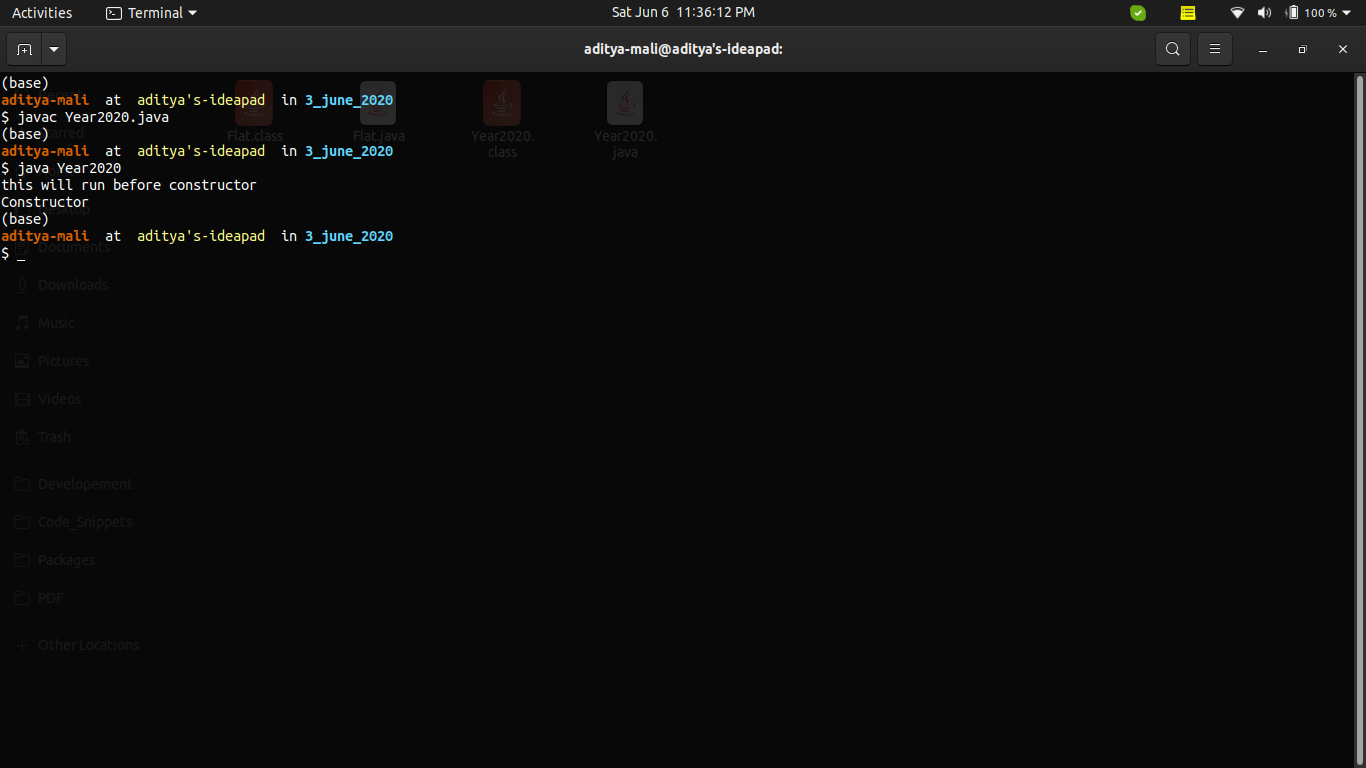 Activities Terminal Sat Jun 6 11:36:12 PM 100 %
aditya-mali@aditya's-ideapad:
(base)
aditya-mali at aditya's-ideapad in 3_june_2020
$ javac Year2020.java
(base)
aditya-mali at aditya's-ideapad in 3_june_2020
$ java Year2020
this will run before constructor
Constructor
(base)
aditya-mali at aditya's-ideapad in 3_june_2020
$ _
Flat.class Flat.java Year2020. Year2020.
class java
Documents
Downloads
Music
Pictures
Videos
Trash
Developement
Code_Snippets
Packages
PDF
Other Locations